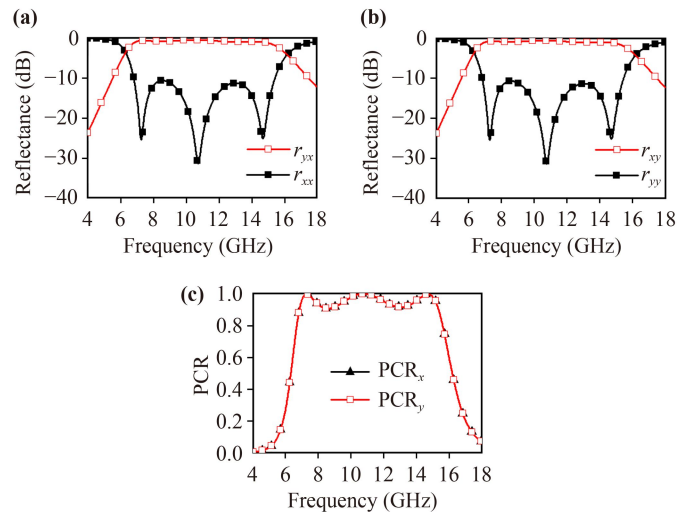 (a)
0
−10
−20
−30
−40
Reflectance (dB)
r_yx
r_xx
4 6 8 10 12 14 16 18
Frequency (GHz)
(b)
0
−10
−20
−30
−40
Reflectance (dB)
r_xy
r_yy
4 6 8 10 12 14 16 18
Frequency (GHz)
(c)
1.0
0.8
0.6
0.4
0.2
0.0
PCR
PCR_x
PCR_y
4 6 8 10 12 14 16 18
Frequency (GHz)